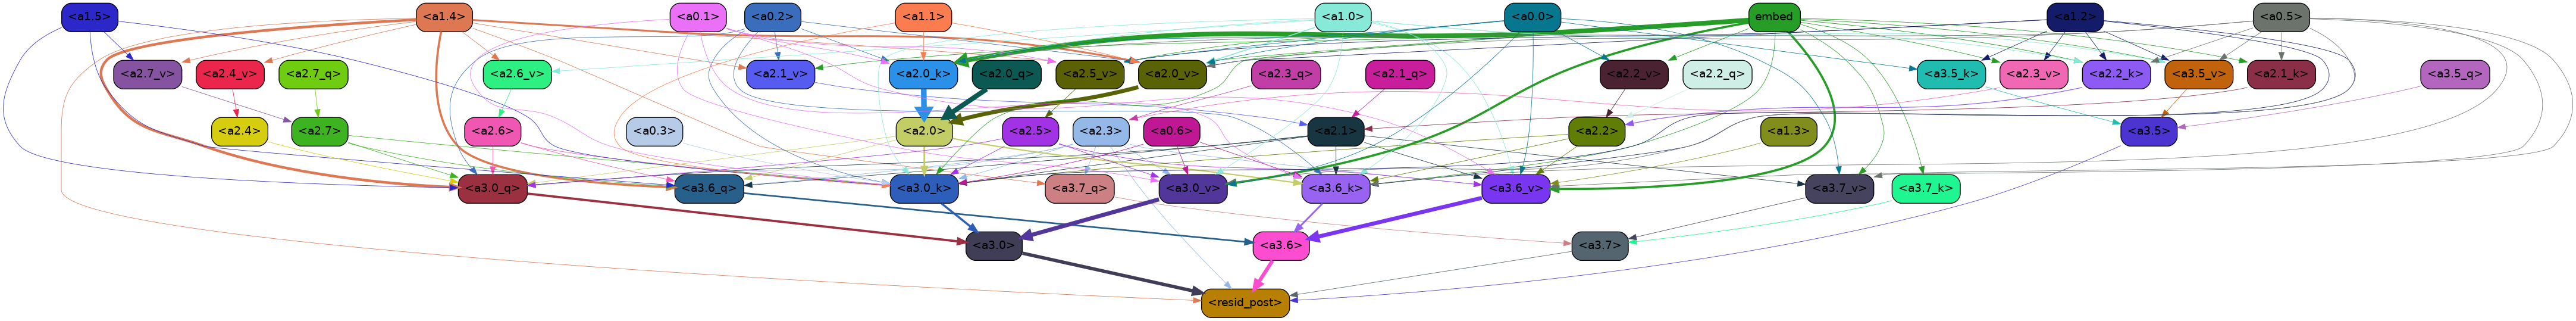 <a1.5> <a1.4> <a0.1> <a0.2> <a1.1> <a1.0> <a0.0> embed <a1.2> <a0.5>
<a2.7_v> <a2.4_v> <a2.7_q> <a2.6_v> <a2.1_v> <a2.0_k> <a2.0_q> <a2.5_v> <a2.0_v> <a2.3_q> <a2.1_q> <a2.2_v> <a2.2_q> <a3.5_k> <a2.3_v> <a2.2_k> <a3.5_v> <a2.1_k> <a3.5_q>
<a2.4> <a2.7> <a2.6> <a0.3> <a2.0> <a2.5> <a2.3> <a0.6> <a2.1> <a2.2> <a1.3> <a3.5>
<a3.0_q> <a3.6_q> <a3.0_k> <a3.7_q> <a3.0_v> <a3.6_k> <a3.6_v> <a3.7_v> <a3.7_k>
<a3.0> <a3.6> <a3.7>
<resid_post>